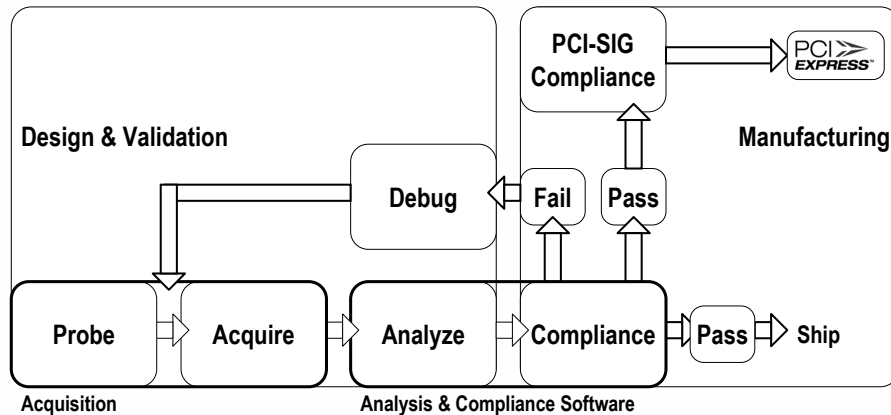 PCI-SIG
Compliance
PCI
EXPRESS™
Design & Validation
Manufacturing
Debug
Fail
Pass
Probe
Acquire
Analyze
Compliance
Pass
Ship
Acquisition
Analysis & Compliance Software